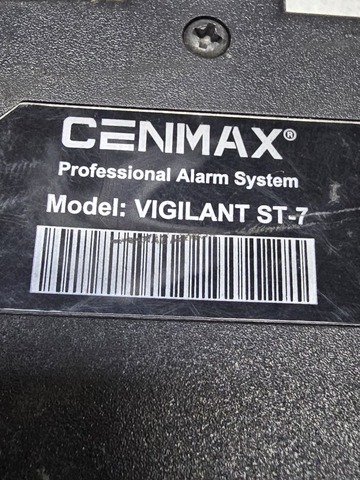 CENMAX®
Professional Alarm System
Model: VIGILANT ST-7